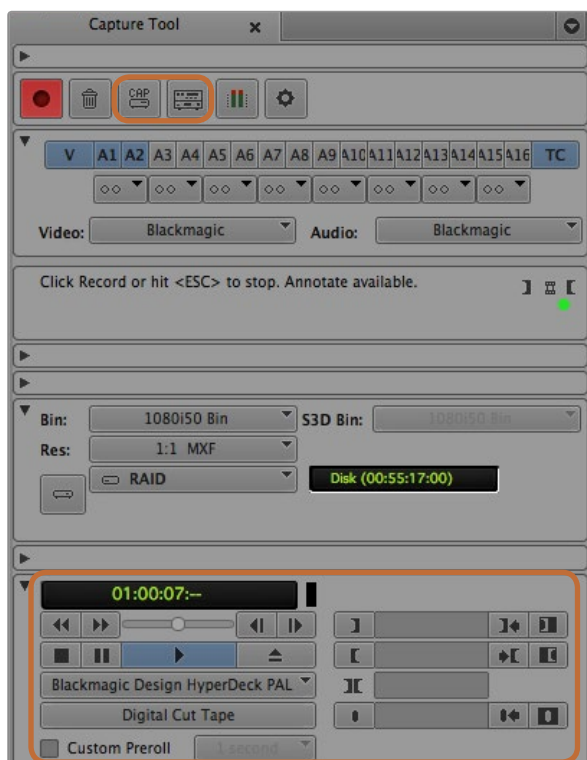 Capture Tool
CAP
V A1 A2 A3 A4 A5 A6 A7 A8 A9 A10 A11 A12 A13 A14 A15 A16 TC
Video: Blackmagic Audio: Blackmagic
Click Record or hit <ESC> to stop. Annotate available.
Bin: 1080i50 Bin S3D Bin: 1080i50 Bin
Res: 1:1 MXF
RAID Disk (00:55:17:00)
01:00:07:--
Blackmagic Design HyperDeck PAL
Digital Cut Tape
Custom Preroll 1 second